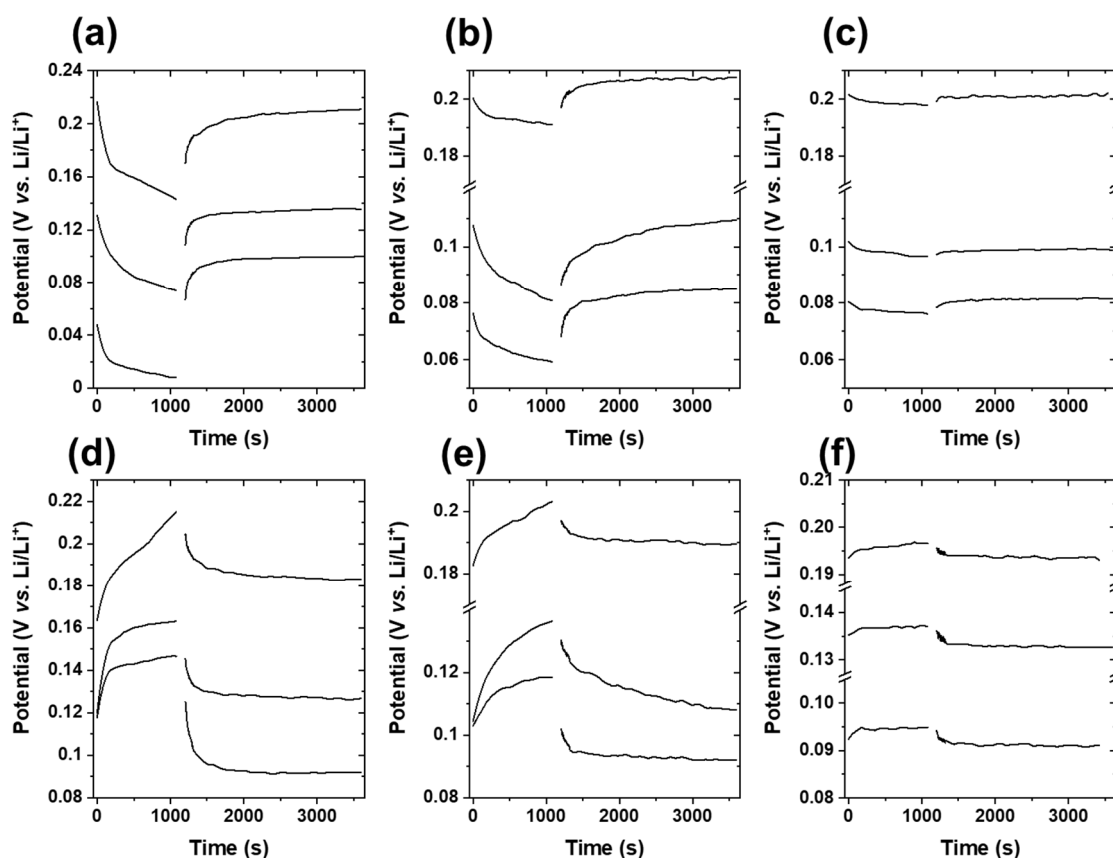 (a)
Potential (V vs. Li/Li⁺)
0.24
0.2
0.16
0.12
0.08
0.04
0
0 1000 2000 3000
Time (s)
(b)
Potential (V vs. Li/Li⁺)
0.2
0.18
0.1
0.08
0.06
0 1000 2000 3000
Time (s)
(c)
Potential (V vs. Li/Li⁺)
0.2
0.18
0.1
0.08
0.06
0 1000 2000 3000
Time (s)
(d)
Potential (V vs. Li/Li⁺)
0.22
0.2
0.18
0.16
0.14
0.12
0.1
0.08
0 1000 2000 3000
Time (s)
(e)
Potential (V vs. Li/Li⁺)
0.2
0.18
0.12
0.1
0.08
0 1000 2000 3000
Time (s)
(f)
Potential (V vs. Li/Li⁺)
0.21
0.20
0.19
0.14
0.13
0.10
0.09
0.08
0 1000 2000 3000
Time (s)